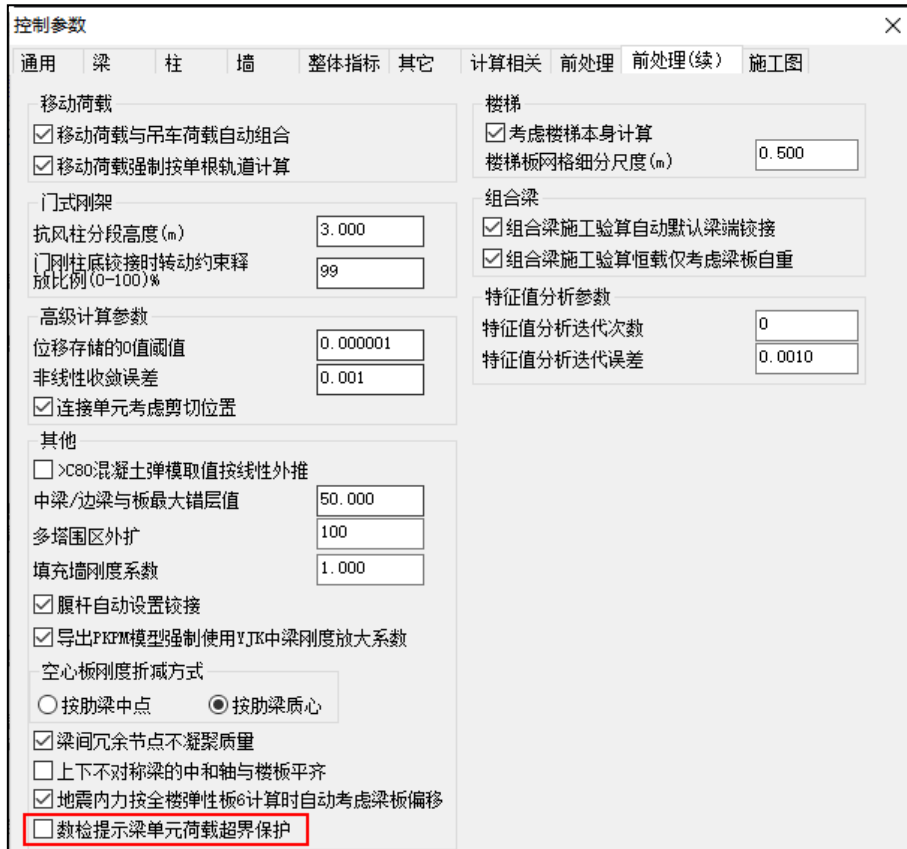 控制参数
通用 梁 柱 墙 整体指标 其它 计算相关 前处理 前处理(续) 施工图
移动荷载
移动荷载与吊车荷载自动组合
移动荷载强制按单根轨道计算
门式刚架
抗风柱分段高度(m) 3.000
门刚柱底铰接时转动约束释
放比例(0-100)% 99
高级计算参数
位移存储的0值阈值 0.000001
非线性收敛误差 0.001
连接单元考虑剪切位置
其他
>C80混凝土弹模取值按线性外推
中梁/边梁与板最大错层值 50.000
多塔围区外扩 100
填充墙刚度系数 1.000
腹杆自动设置铰接
导出PKPM模型强制使用YJK中梁刚度放大系数
空心板刚度折减方式
按肋梁中点 按肋梁质心
梁间冗余节点不凝聚质量
上下不对称梁的中和轴与楼板平齐
地震内力按全楼弹性板6计算时自动考虑梁板偏移
数检提示梁单元荷载超界保护
楼梯
考虑楼梯本身计算
楼梯板网格细分尺度(m) 0.500
组合梁
组合梁施工验算自动默认梁端铰接
组合梁施工验算恒载仅考虑梁板自重
特征值分析参数
特征值分析迭代次数 0
特征值分析迭代误差 0.0010